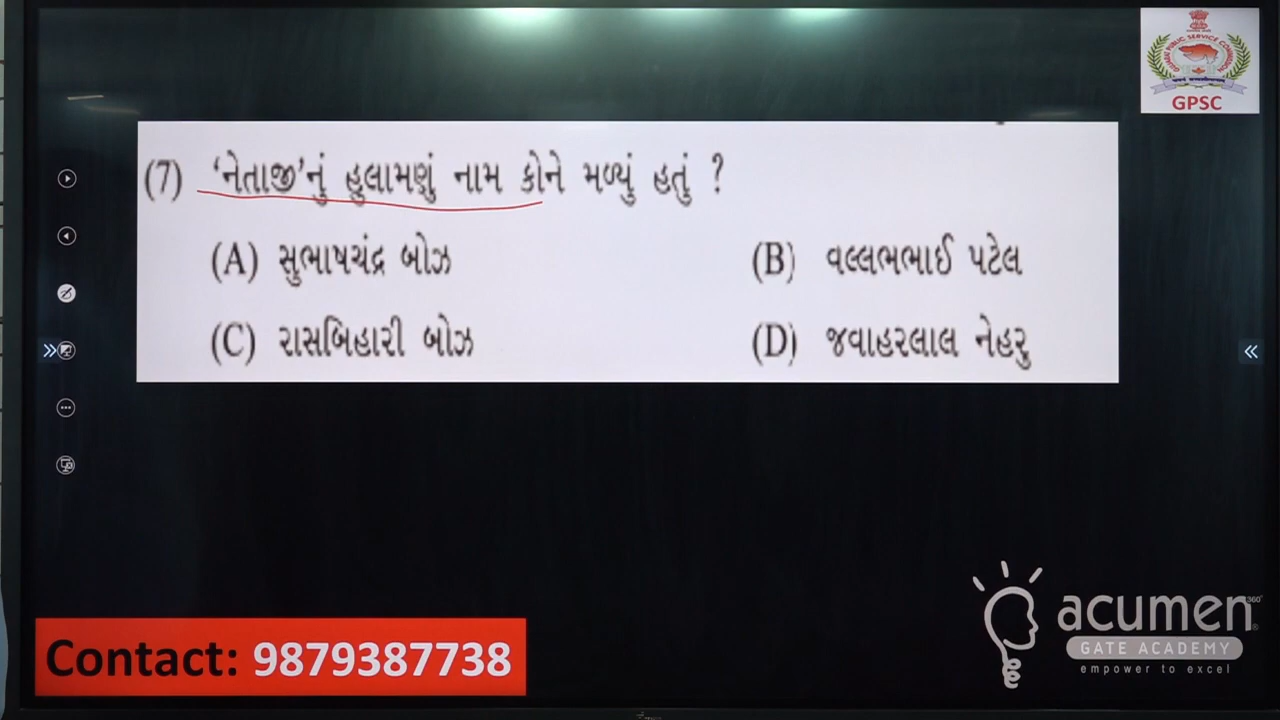 GPSC
(7) ‘નેતાજી’નું હુલામણું નામ કોને મળ્યું હતું ?
(A) સુભાષચંદ્ર બોઝ (B) વલ્લભભાઈ પટેલ
(C) રાસબિહારી બોઝ (D) જવાહરલાલ નેહરુ
acumen 360°
GATE ACADEMY
empower to excel
Contact: 9879387738